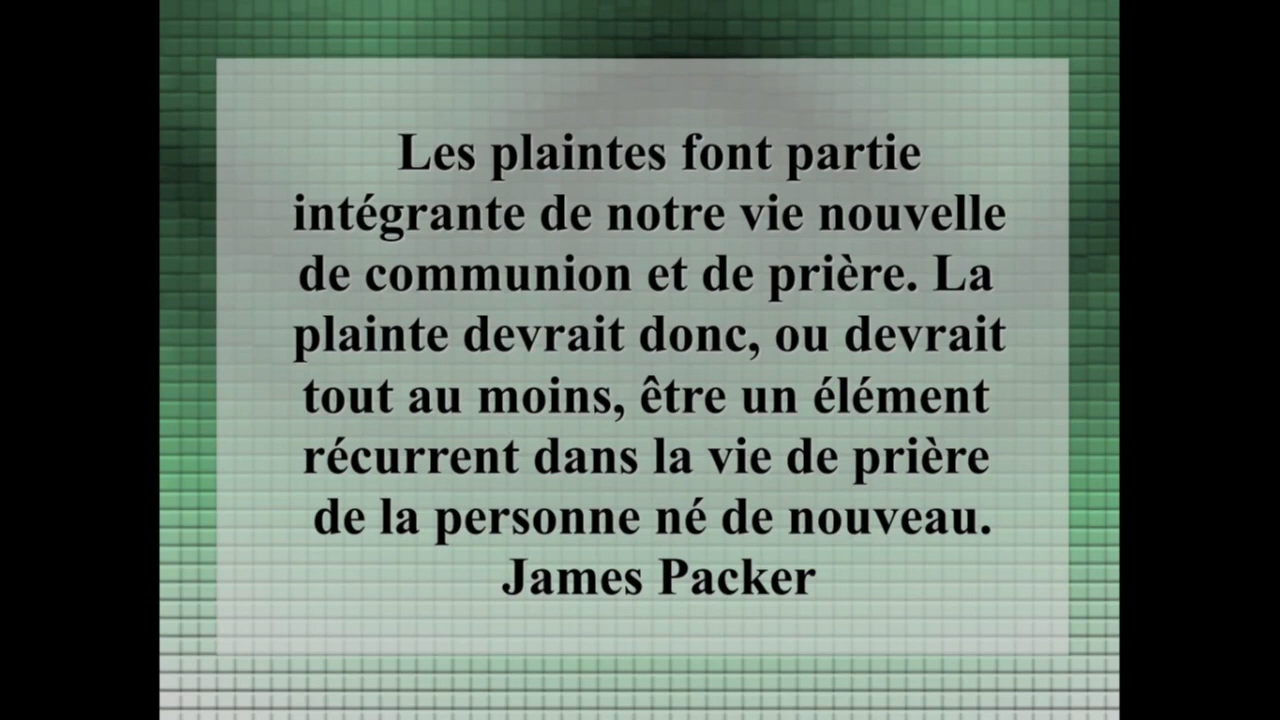 Les plaintes font partie
intégrante de notre vie nouvelle
de communion et de prière. La
plainte devrait donc, ou devrait
tout au moins, être un élément
récurrent dans la vie de prière
de la personne né de nouveau.
James Packer